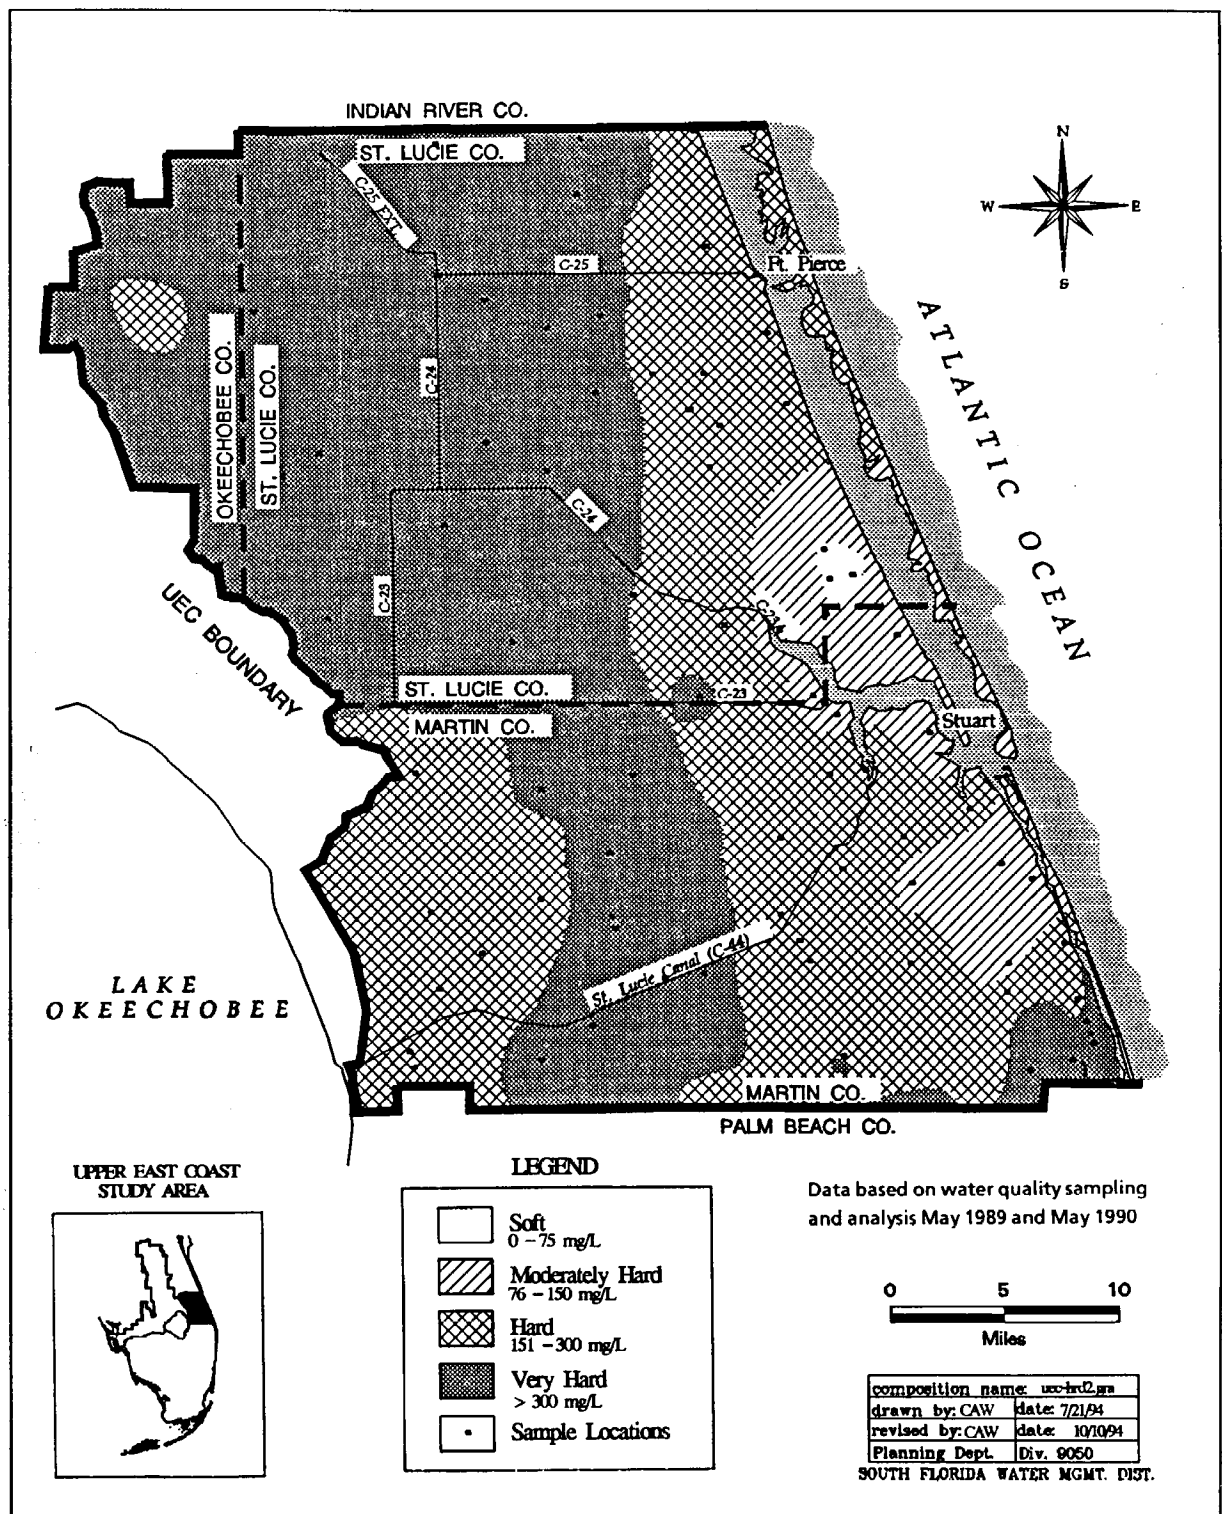 INDIAN RIVER CO.
ST. LUCIE CO.
C-25 EXT.
N
W
E
S
C-25
Ft. Pierce
ATLANTIC OCEAN
OKEECHOBEE CO.
ST. LUCIE CO.
C-24
C-24
C-23
UEC BOUNDARY
C-23A
ST. LUCIE CO.
C-23
MARTIN CO.
Stuart
St. Lucie Canal (C-44)
LAKE
OKEECHOBEE
MARTIN CO.
PALM BEACH CO.
UPPER EAST COAST
STUDY AREA
LEGEND
Soft
0 – 75 mg/L
Moderately Hard
76 – 150 mg/L
Hard
151 – 300 mg/L
Very Hard
> 300 mg/L
Sample Locations
Data based on water quality sampling
and analysis May 1989 and May 1990
0 5 10
Miles
composition name:
drawn by: CAW date: 7/21/94
revised by: CAW date: 10/10/94
Planning Dept. Div. 9050
SOUTH FLORIDA WATER MGMT. DIST.